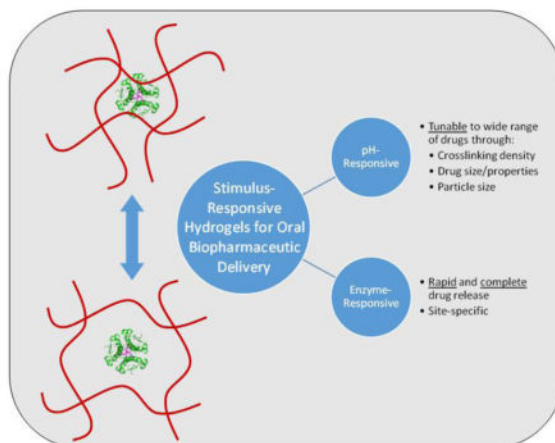 Stimulus-
Responsive
Hydrogels for Oral
Biopharmaceutic
Delivery
pH-
Responsive
• Tunable to wide range
of drugs through:
• Crosslinking density
• Drug size/properties
• Particle size
Enzyme-
Responsive
• Rapid and complete
drug release
• Site-specific